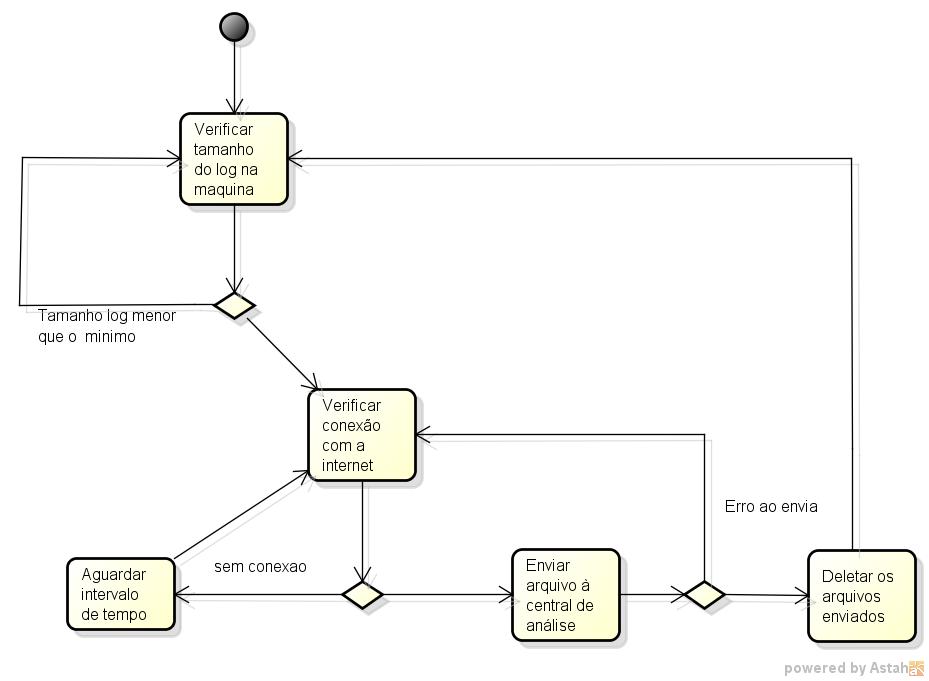 Verificar
tamanho
do log na
maquina
Tamanho log menor
que o minimo
Verificar
conexão
com a
internet
Erro ao envia
sem conexao
Aguardar
intervalo
de tempo
Enviar
arquivo à
central de
análise
Deletar os
arquivos
enviados
powered by Astah